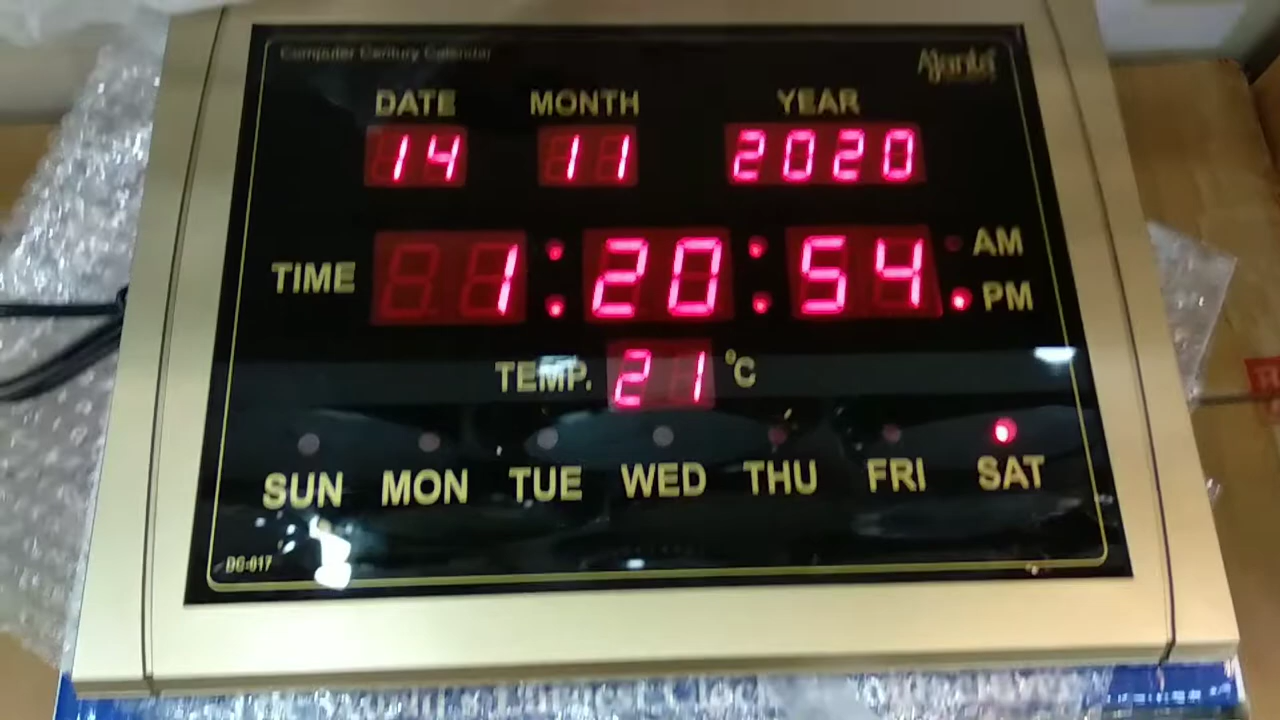 Computer Century Calendar
Ajanta
DATE MONTH YEAR
14 11 2020
TIME 1:20:54 AM
PM
TEMP. 21 °C
SUN MON TUE WED THU FRI SAT
DC-017